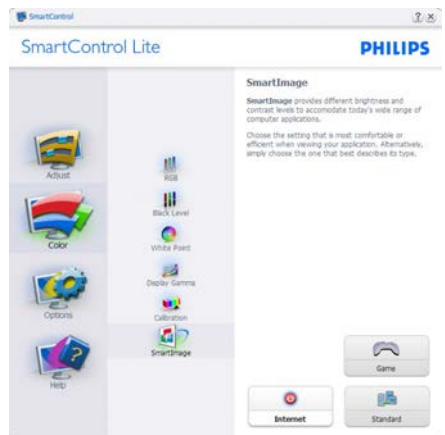 SmartControl
SmartControl Lite
PHILIPS
Adjust
Color
Options
Help
RGB
Black Level
White Point
Display Gamma
Calibration
SmartImage
SmartImage
SmartImage provides different brightness and
contrast levels to accomodate today's wide range of
computer applications.
Choose the setting that is most comfortable or
efficient when viewing your application. Alternatively,
simply choose the one that best describes its type.
Game
Internet
Standard